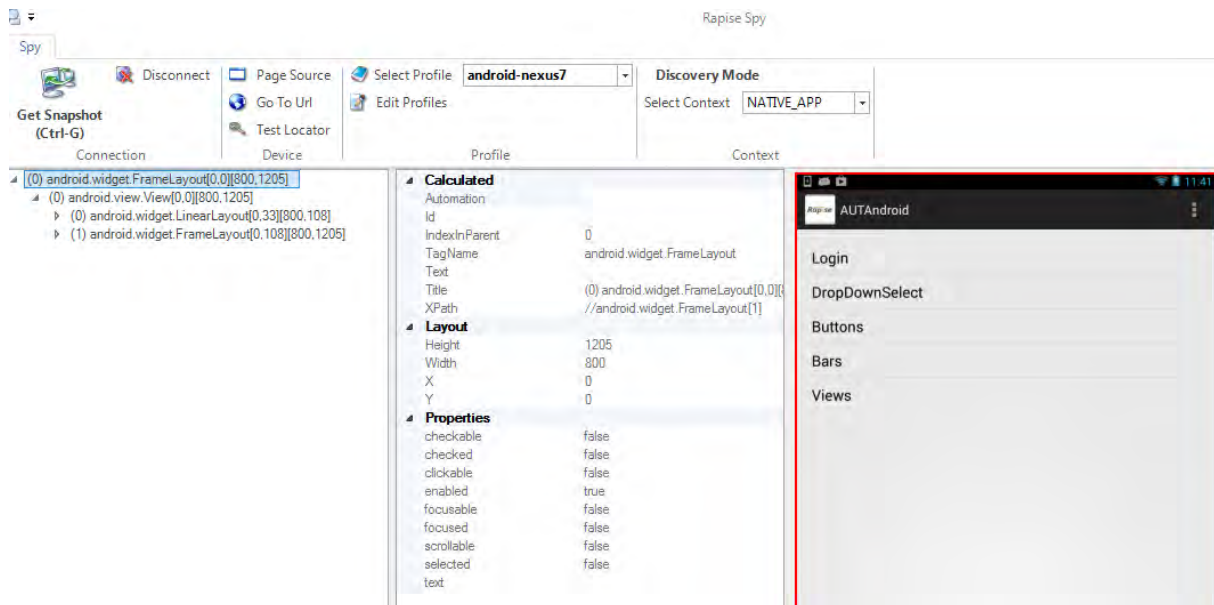 Rapise Spy
Spy
Get Snapshot
(Ctrl-G)
Disconnect
Connection
Page Source
Go To Url
Test Locator
Device
Select Profile android-nexus7
Edit Profiles
Profile
Discovery Mode
Select Context NATIVE_APP
Context
(0) android.widget.FrameLayout[0,0][800,1205]
(0) android.view.View[0,0][800,1205]
(0) android.widget.LinearLayout[0,33][800,108]
(1) android.widget.FrameLayout[0,108][800,1205]
Calculated
Automation
Id
IndexInParent 0
TagName android.widget.FrameLayout
Text
Title (0) android.widget.FrameLayout[0,0][8
XPath //android.widget.FrameLayout[1]
Layout
Height 1205
Width 800
X 0
Y 0
Properties
checkable false
checked false
clickable false
enabled true
focusable false
focused false
scrollable false
selected false
text
11:41
Rapise AUTAndroid
Login
DropDownSelect
Buttons
Bars
Views